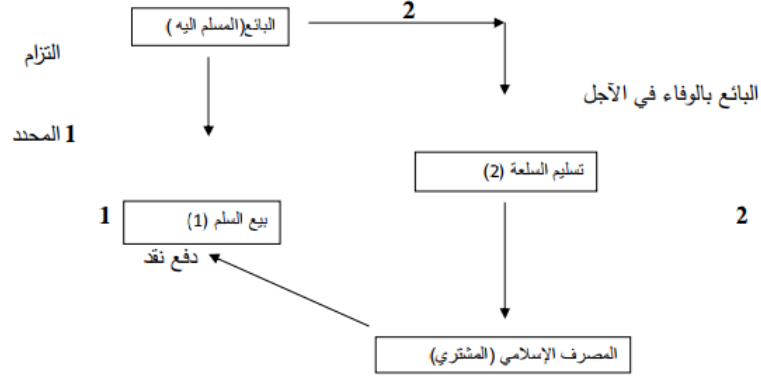 2
البائع(المسلم اليه )
التزام
البائع بالوفاء في الآجل
1 المحدد
تسليم السلعة (2)
1
بيع السلم (1)
2
دفع نقد
المصرف الإسلامي (المشتري)